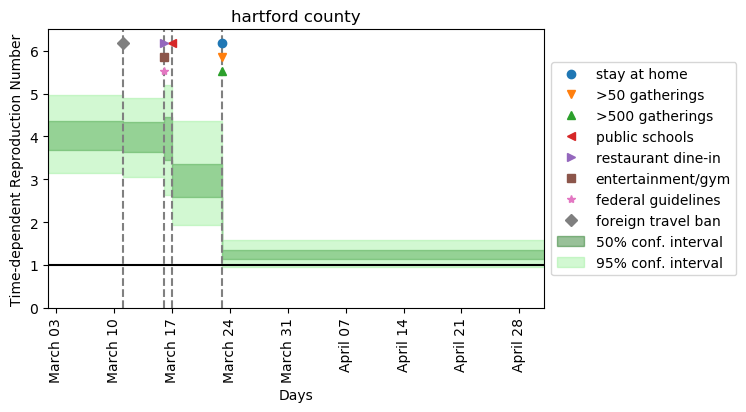 hartford county
Time-dependent Reproduction Number
6
5
4
3
2
1
0
March 03
March 10
March 17
March 24
March 31
April 07
April 14
April 21
April 28
Days
stay at home
>50 gatherings
>500 gatherings
public schools
restaurant dine-in
entertainment/gym
federal guidelines
foreign travel ban
50% conf. interval
95% conf. interval